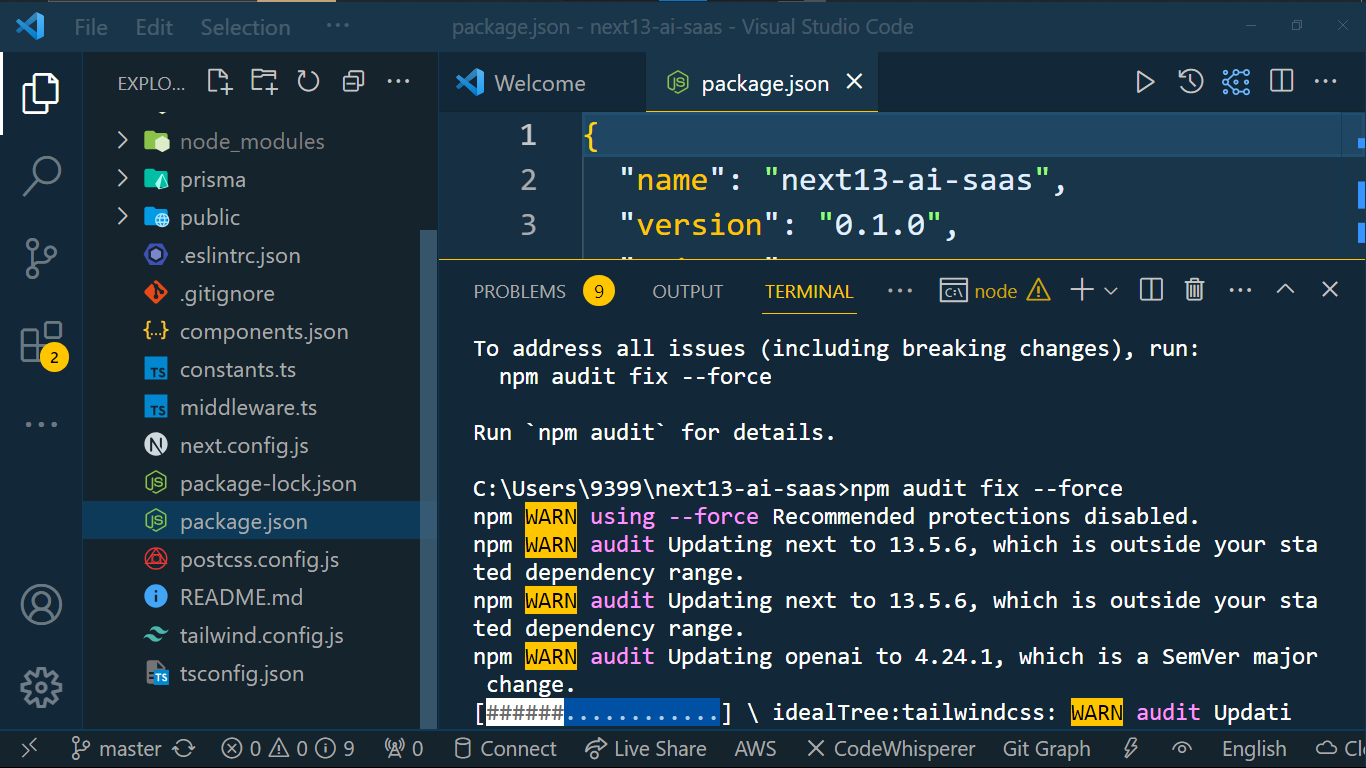 File Edit Selection ··· package.json - next13-ai-saas - Visual Studio Code
EXPLO...
Welcome
package.json
node_modules
prisma
public
.eslintrc.json
.gitignore
components.json
constants.ts
middleware.ts
next.config.js
package-lock.json
package.json
postcss.config.js
README.md
tailwind.config.js
tsconfig.json
2
1 {
2 "name": "next13-ai-saas",
3 "version": "0.1.0",
PROBLEMS 9 OUTPUT TERMINAL ··· node
To address all issues (including breaking changes), run:
npm audit fix --force
Run `npm audit` for details.
C:\Users\9399\next13-ai-saas>npm audit fix --force
npm WARN using --force Recommended protections disabled.
npm WARN audit Updating next to 13.5.6, which is outside your sta
ted dependency range.
npm WARN audit Updating next to 13.5.6, which is outside your sta
ted dependency range.
npm WARN audit Updating openai to 4.24.1, which is a SemVer major
change.
[######............] \ idealTree:tailwindcss: WARN audit Updati
master 0 0 9 0 Connect Live Share AWS CodeWhisperer Git Graph English Cl